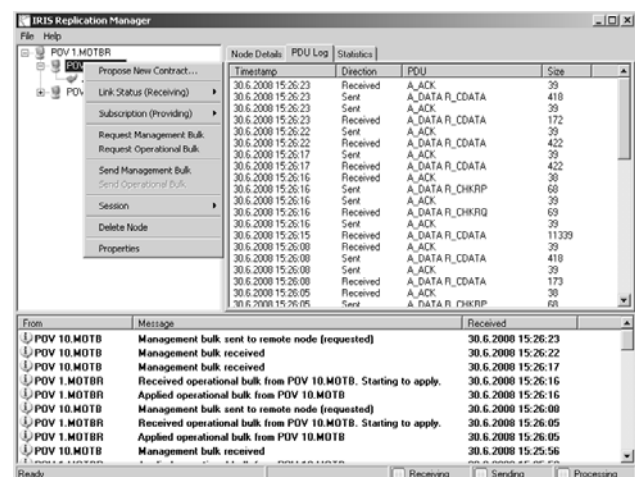 IRIS Replication Manager
File Help
POV 1.MOTBR
POV
POV
Propose New Contract...
Link Status (Receiving)
Subscription (Providing)
Request Management Bulk
Request Operational Bulk
Send Management Bulk
Send Operational Bulk
Session
Delete Node
Properties
Node Details PDU Log Statistics
Timestamp Direction PDU Size
30.6.2008 15:26:23 Received A_ACK 39
30.6.2008 15:26:23 Sent A_DATA R_CDATA 418
30.6.2008 15:26:23 Received A_DATA R_CDATA 172
30.6.2008 15:26:22 Sent A_ACK 39
30.6.2008 15:26:22 Received A_DATA R_CDATA 422
30.6.2008 15:26:17 Sent A_ACK 39
30.6.2008 15:26:17 Received A_DATA R_CDATA 422
30.6.2008 15:26:16 Received A_ACK 38
30.6.2008 15:26:16 Sent A_DATA R_CHKRP 68
30.6.2008 15:26:16 Sent A_ACK 39
30.6.2008 15:26:16 Received A_DATA R_CHKRQ 69
30.6.2008 15:26:16 Sent A_ACK 39
30.6.2008 15:26:15 Received A_DATA R_CDATA 11339
30.6.2008 15:26:08 Received A_ACK 39
30.6.2008 15:26:08 Sent A_DATA R_CDATA 418
30.6.2008 15:26:08 Sent A_ACK 39
30.6.2008 15:26:08 Received A_DATA R_CDATA 173
30.6.2008 15:26:05 Received A_ACK 38
30.6.2008 15:26:05 Sent A_DATA R_CHKRP 68
From Message Received
POV 10.MOTB Management bulk sent to remote node (requested) 30.6.2008 15:26:23
POV 10.MOTB Management bulk received 30.6.2008 15:26:22
POV 10.MOTB Management bulk received 30.6.2008 15:26:17
POV 1.MOTBR Received operational bulk from POV 10.MOTB. Starting to apply. 30.6.2008 15:26:16
POV 1.MOTBR Applied operational bulk from POV 10.MOTB 30.6.2008 15:26:16
POV 10.MOTB Management bulk sent to remote node (requested) 30.6.2008 15:26:08
POV 1.MOTBR Received operational bulk from POV 10.MOTB. Starting to apply. 30.6.2008 15:26:05
POV 1.MOTBR Applied operational bulk from POV 10.MOTB 30.6.2008 15:26:05
POV 10.MOTB Management bulk received 30.6.2008 15:25:56
Ready Receiving Sending Processing